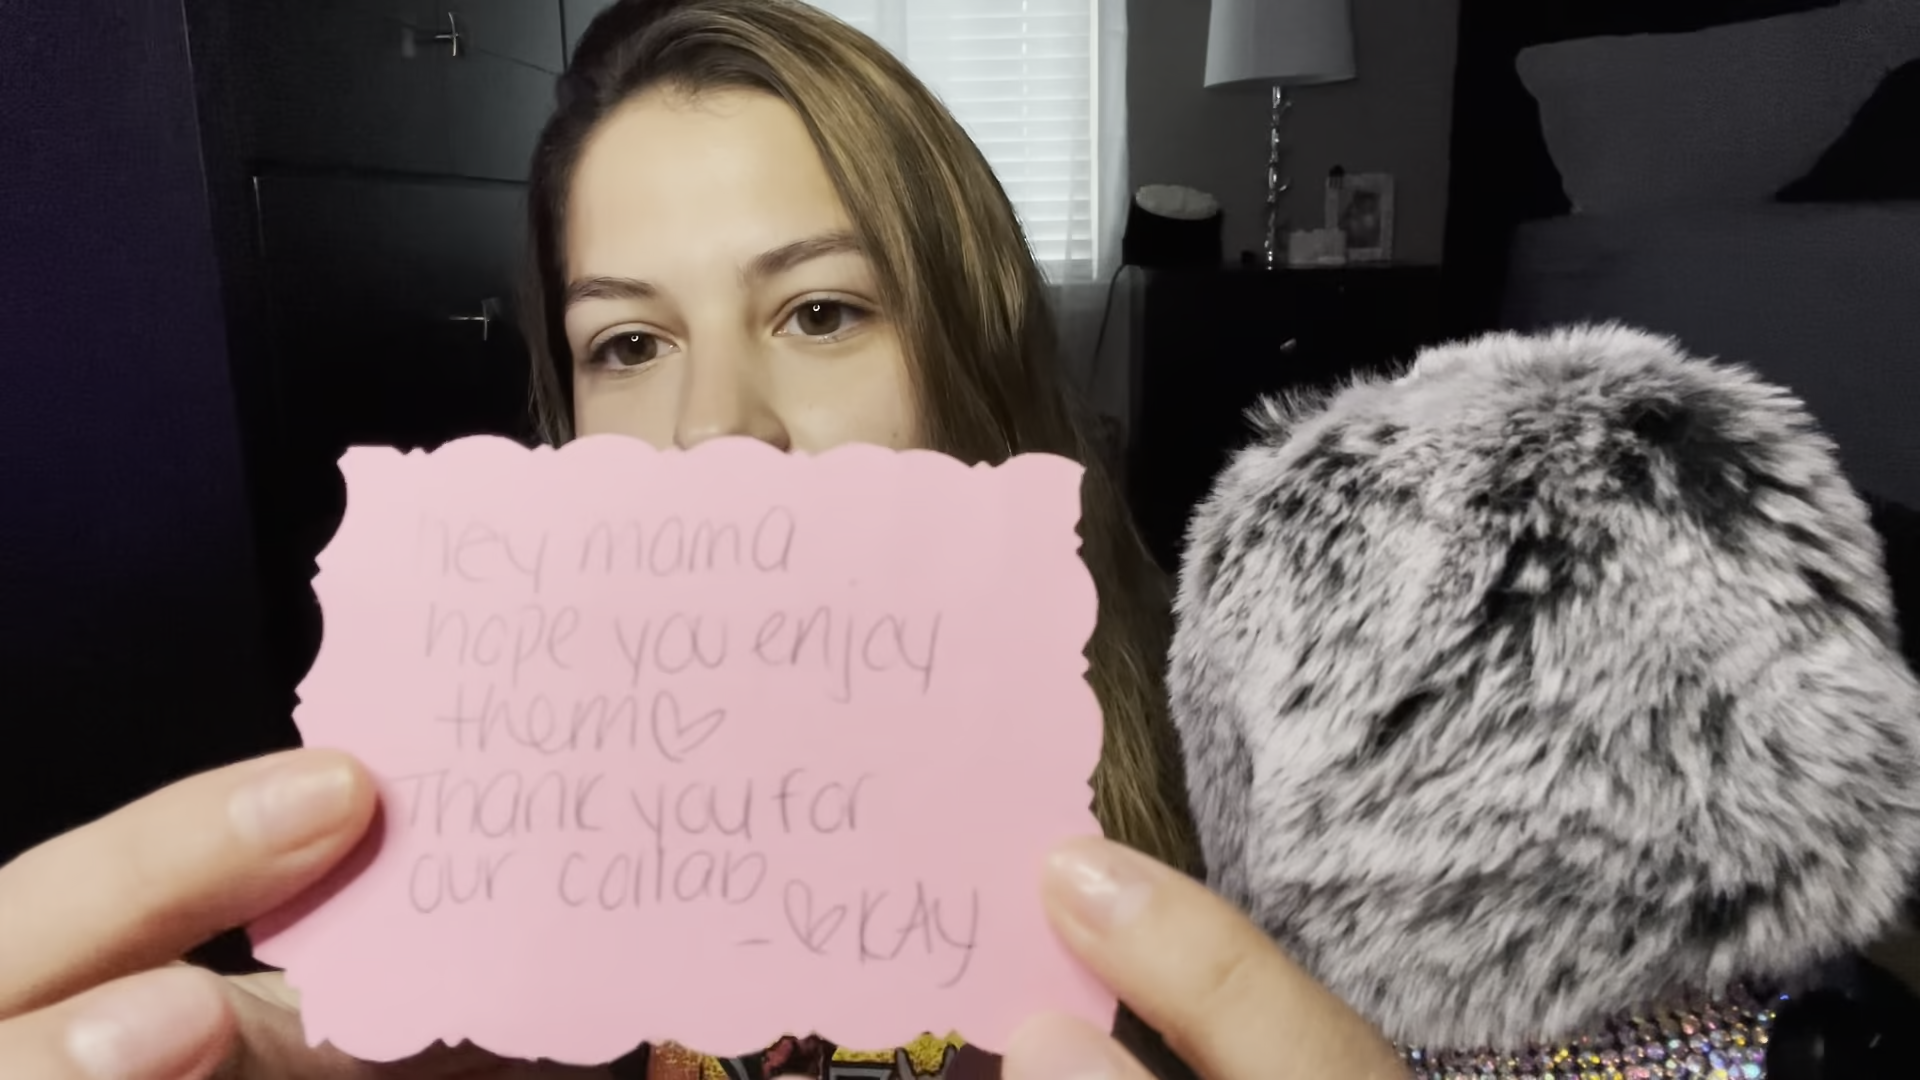 hey mama
hope you enjoy
them♡
Thank you for
our collab
-♡KAY